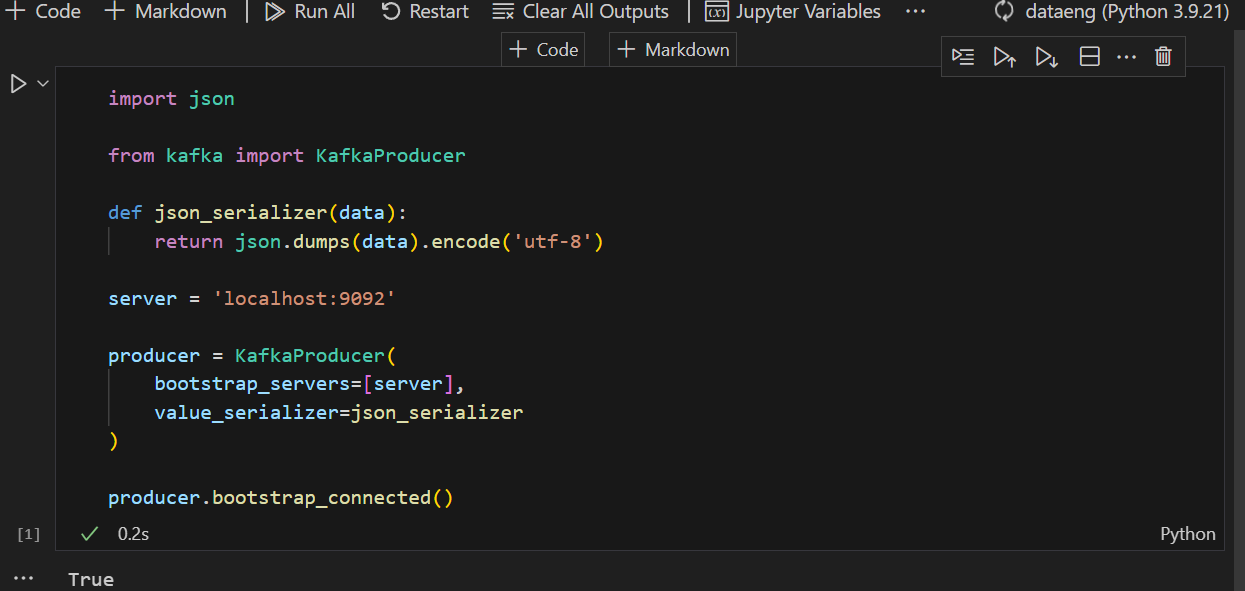 Code Markdown Run All Restart Clear All Outputs Jupyter Variables ... dataeng (Python 3.9.21)
Code Markdown
import json
from kafka import KafkaProducer
def json_serializer(data):
    return json.dumps(data).encode('utf-8')
server = 'localhost:9092'
producer = KafkaProducer(
    bootstrap_servers=[server],
    value_serializer=json_serializer
)
producer.bootstrap_connected()
[1] 0.2s Python
... True